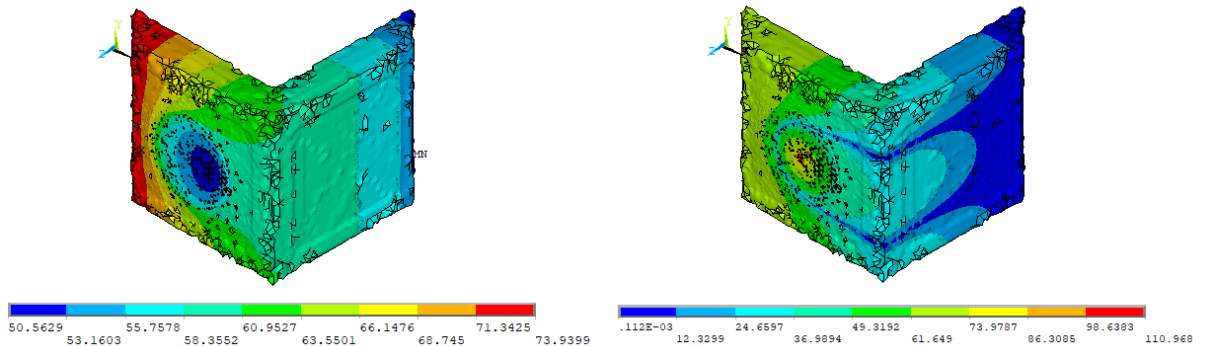 Y
Z
MN
50.5629 55.7578 60.9527 66.1476 71.3425
53.1603 58.3552 63.5501 68.745 73.9399
Y
Z
.112E-03 24.6597 49.3192 73.9787 98.6383
12.3299 36.9894 61.649 86.3085 110.968